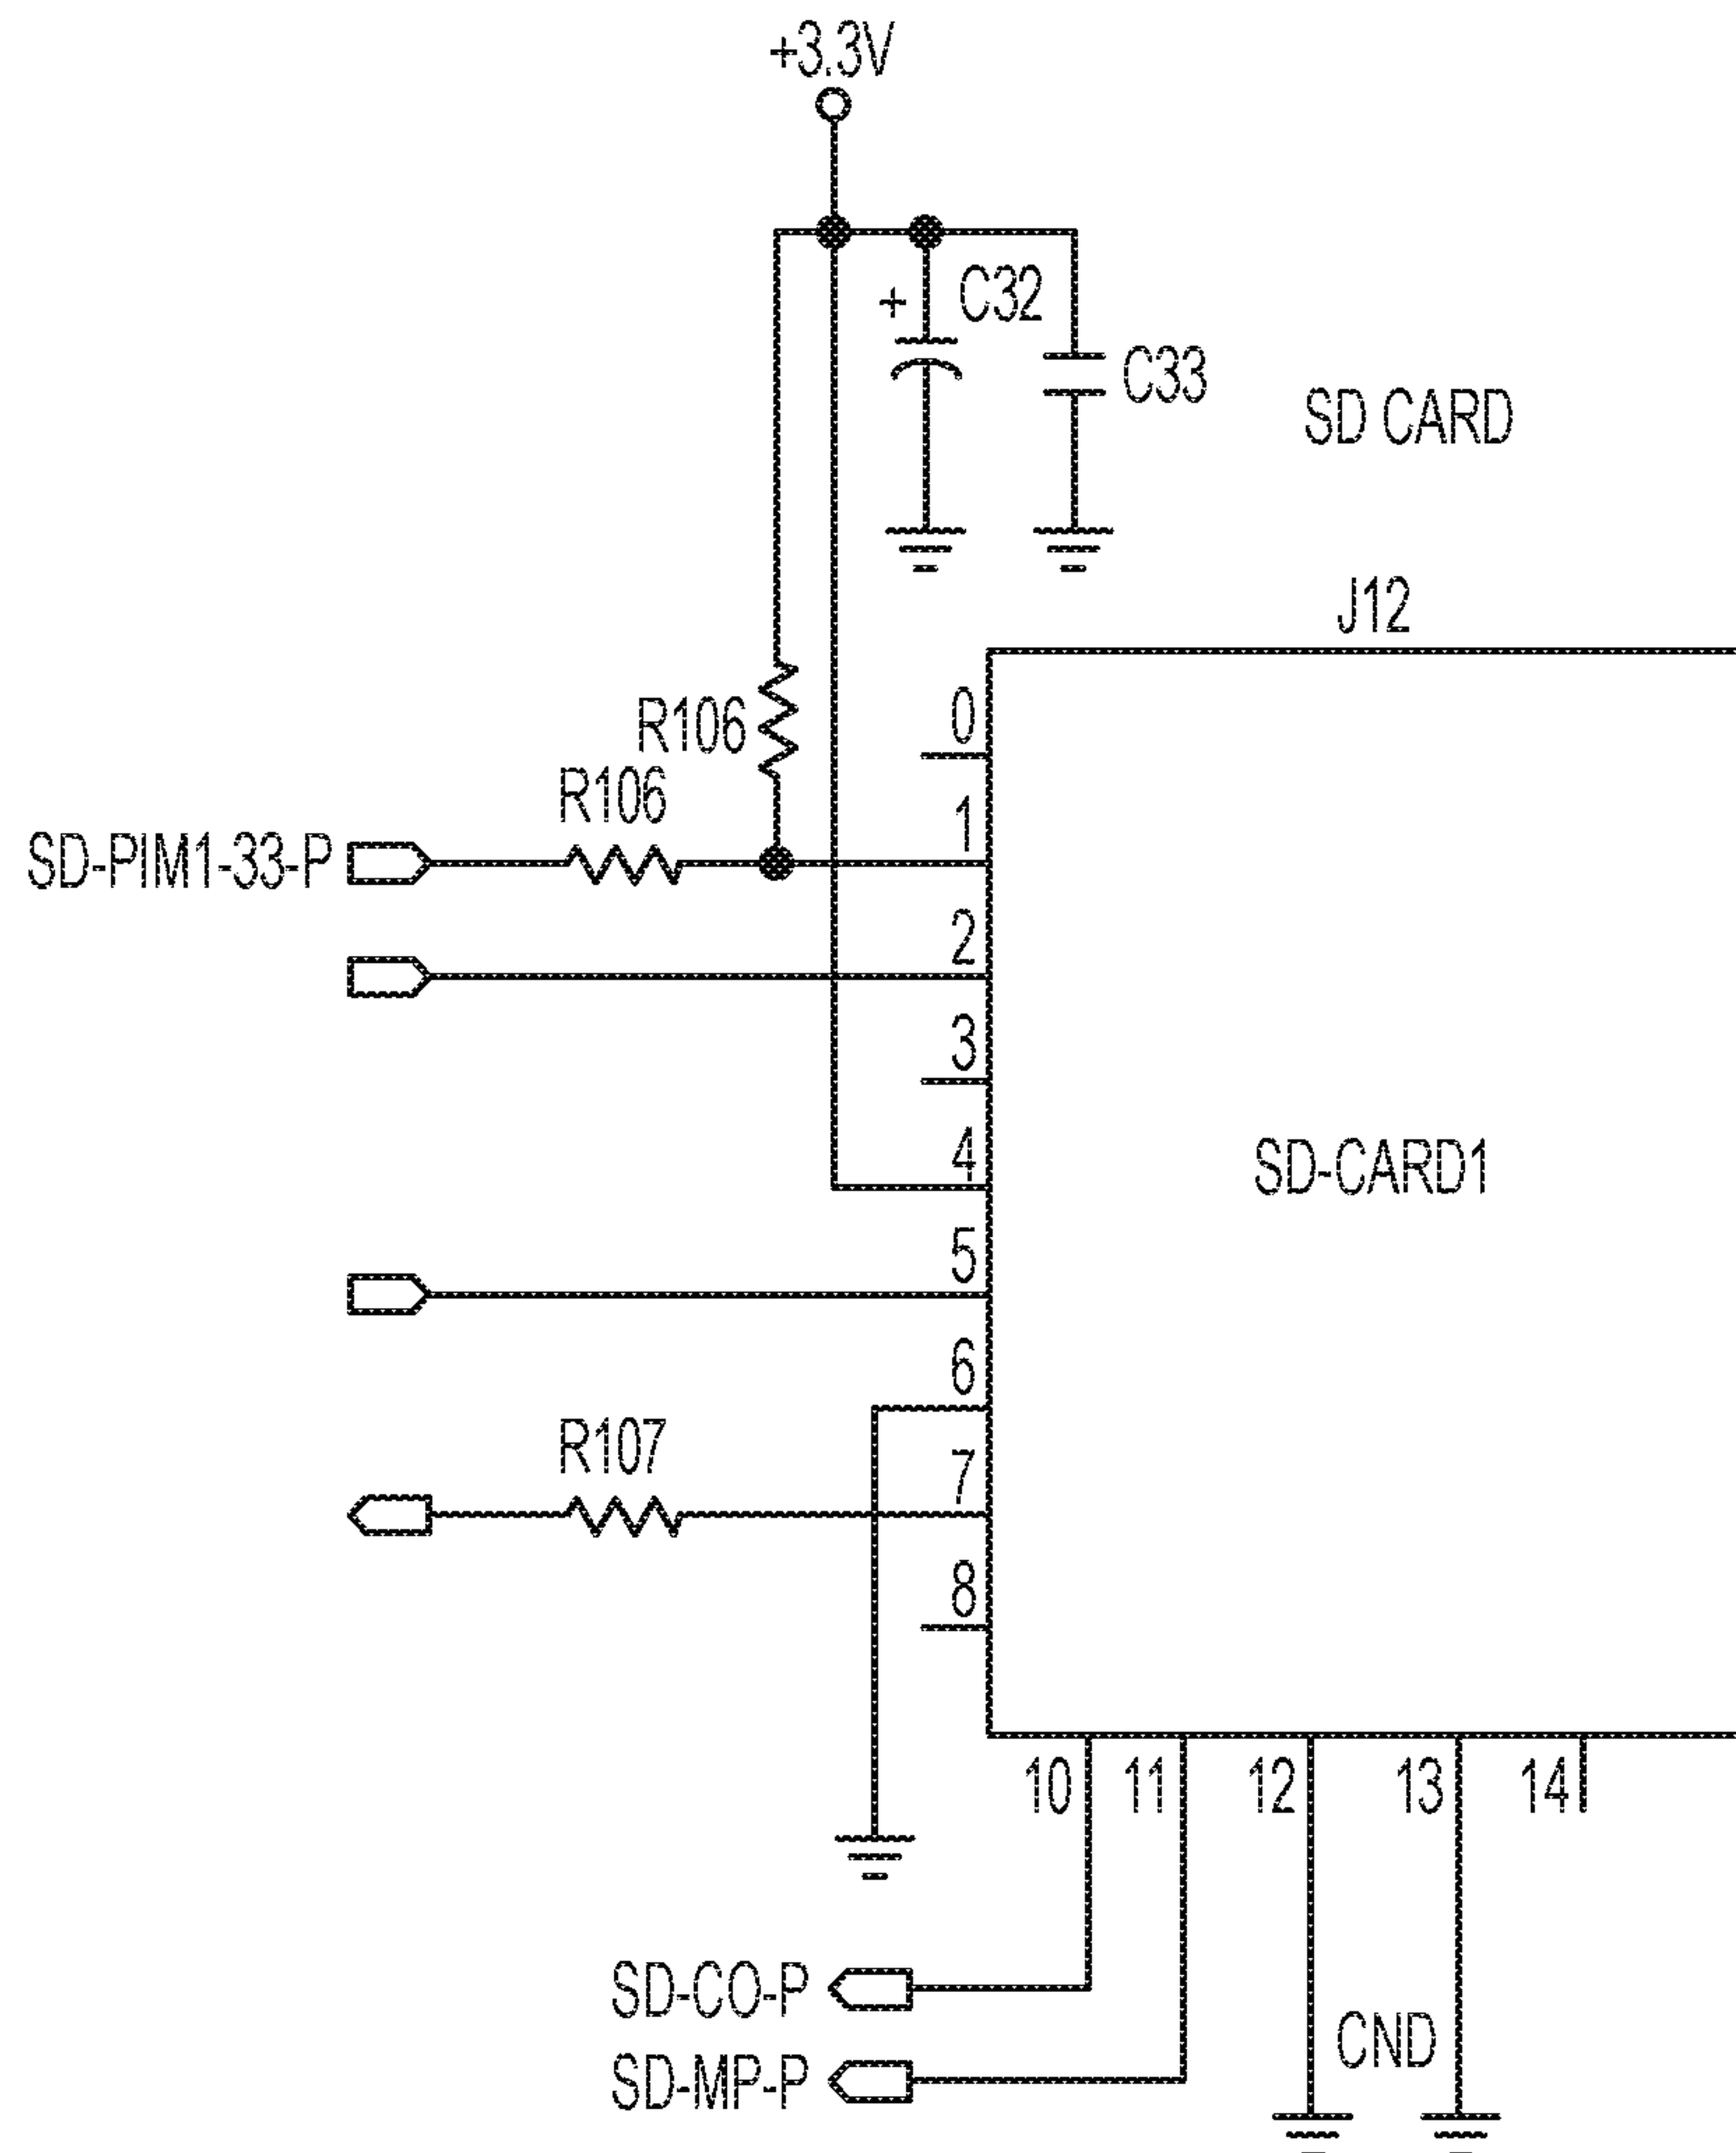 +3.3V
+ C32
C33
SD CARD
J12
R106
R106
SD-PIM1-33-P
0
1
2
3
4
5
6
7
8
SD-CARD1
R107
10 11 12 13 14
SD-CO-P
CND
SD-MP-P